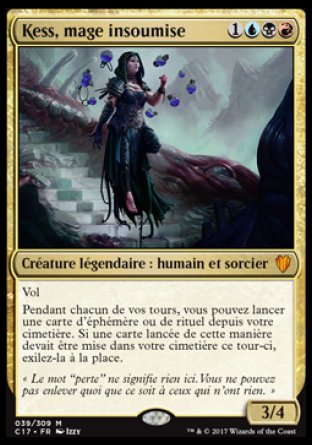 Kess, mage insoumise 1
Créature légendaire : humain et sorcier
Vol
Pendant chacun de vos tours, vous pouvez lancer
une carte d'éphémère ou de rituel depuis votre
cimetière. Si une carte lancée de cette manière
devait être mise dans votre cimetière ce tour-ci,
exilez-la à la place.
« Le mot "perte" ne signifie rien ici. Vous ne pouvez
pas enlever quoi que ce soit à ceux qui n'ont rien. »
3/4
039/309 M
C17 • FR Izzy
™ & © 2017 Wizards of the Coast